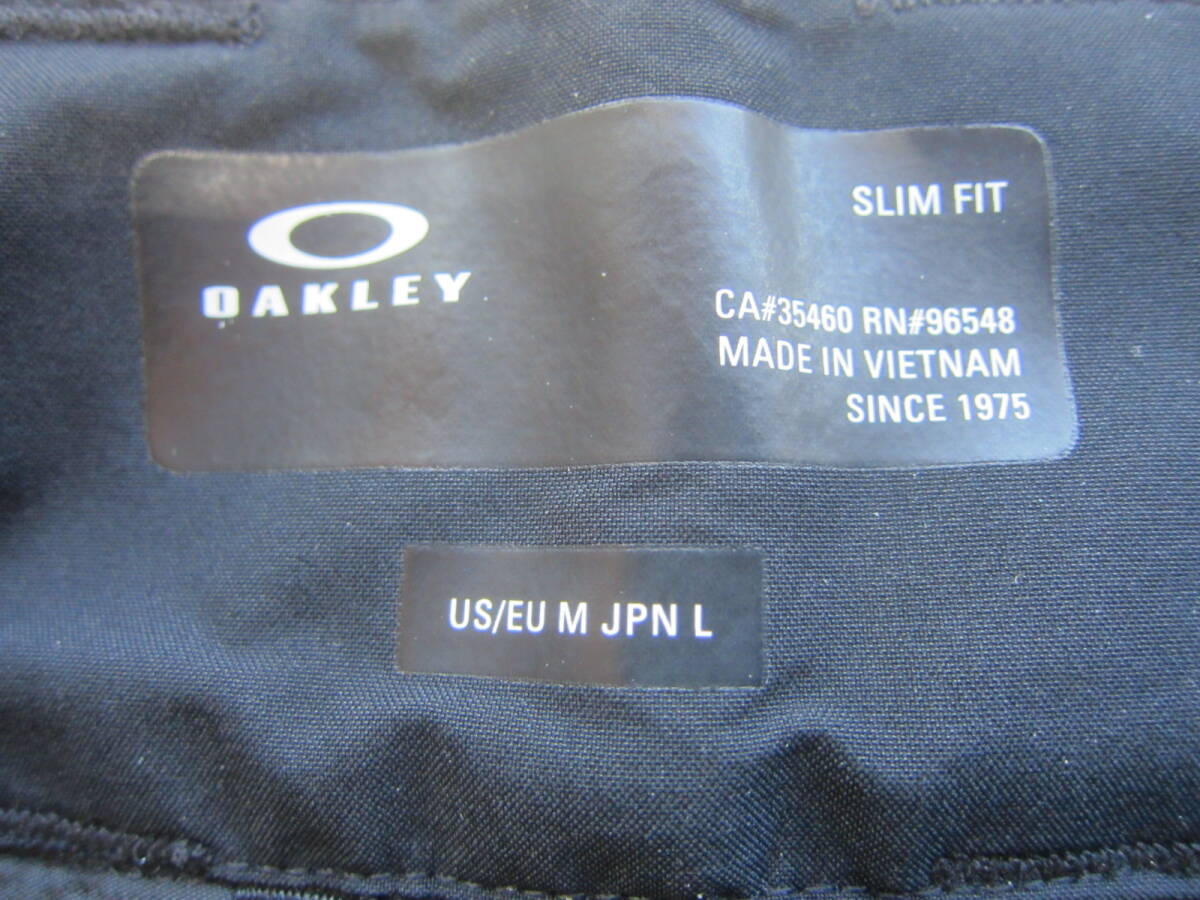 OAKLEY
SLIM FIT
CA#35460 RN#96548
MADE IN VIETNAM
SINCE 1975
US/EU M JPN L